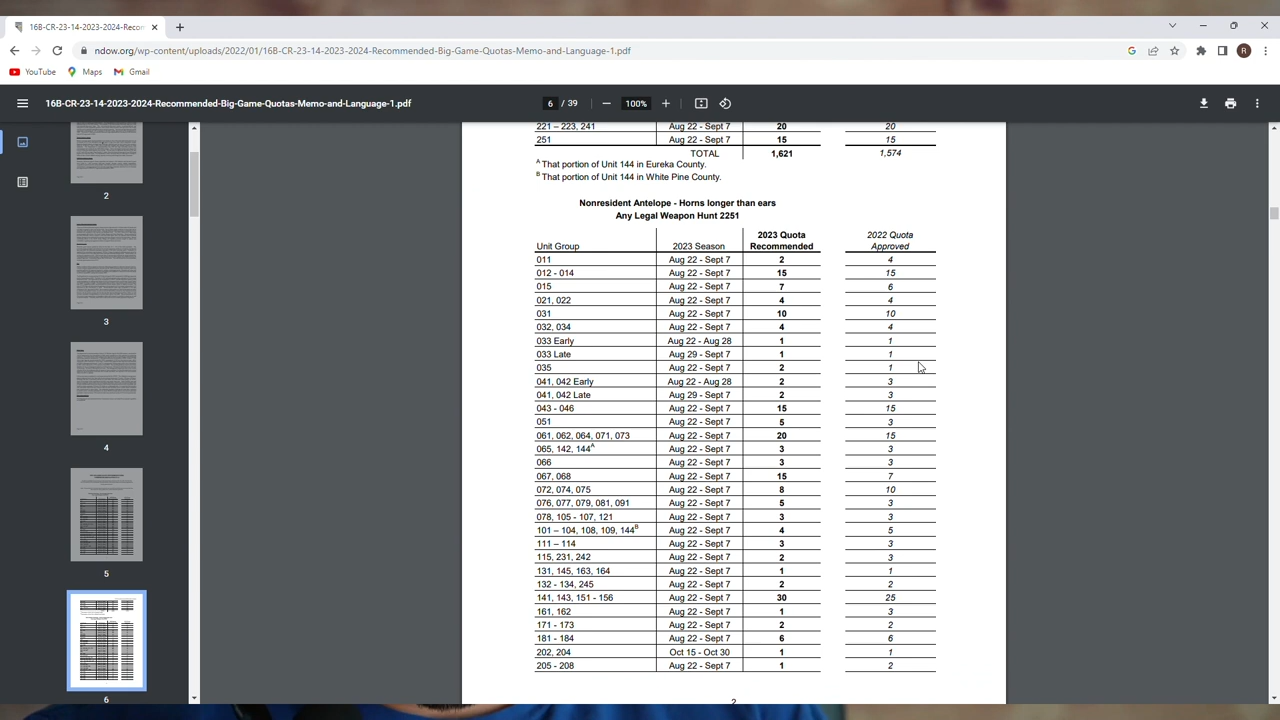 16B-CR-23-14-2023-2024-Recom
ndow.org/wp-content/uploads/2022/01/16B-CR-23-14-2023-2024-Recommended-Big-Game-Quotas-Memo-and-Language-1.pdf
R
YouTube Maps Gmail
16B-CR-23-14-2023-2024-Recommended-Big-Game-Quotas-Memo-and-Language-1.pdf
6 / 39
100%
2
3
4
5
6
221 – 223, 241 Aug 22 - Sept 7 20 20
251 Aug 22 - Sept 7 15 15
TOTAL 1,621 1,574
A That portion of Unit 144 in Eureka County.
B That portion of Unit 144 in White Pine County.
Nonresident Antelope - Horns longer than ears
Any Legal Weapon Hunt 2251
2023 Quota 2022 Quota
Unit Group 2023 Season Recommended Approved
011 Aug 22 - Sept 7 2 4
012 - 014 Aug 22 - Sept 7 15 15
015 Aug 22 - Sept 7 7 6
021, 022 Aug 22 - Sept 7 4 4
031 Aug 22 - Sept 7 10 10
032, 034 Aug 22 - Sept 7 4 4
033 Early Aug 22 - Aug 28 1 1
033 Late Aug 29 - Sept 7 1 1
035 Aug 22 - Sept 7 2 1
041, 042 Early Aug 22 - Aug 28 2 3
041, 042 Late Aug 29 - Sept 7 2 3
043 - 046 Aug 22 - Sept 7 15 15
051 Aug 22 - Sept 7 5 3
061, 062, 064, 071, 073 Aug 22 - Sept 7 20 15
065, 142, 144A Aug 22 - Sept 7 3 3
066 Aug 22 - Sept 7 3 3
067, 068 Aug 22 - Sept 7 15 7
072, 074, 075 Aug 22 - Sept 7 8 10
076, 077, 079, 081, 091 Aug 22 - Sept 7 5 3
078, 105 - 107, 121 Aug 22 - Sept 7 3 3
101 – 104, 108, 109, 144B Aug 22 - Sept 7 4 5
111 – 114 Aug 22 - Sept 7 3 3
115, 231, 242 Aug 22 - Sept 7 2 3
131, 145, 163, 164 Aug 22 - Sept 7 1 1
132 - 134, 245 Aug 22 - Sept 7 2 2
141, 143, 151 - 156 Aug 22 - Sept 7 30 25
161, 162 Aug 22 - Sept 7 1 3
171 - 173 Aug 22 - Sept 7 2 2
181 - 184 Aug 22 - Sept 7 6 6
202, 204 Oct 15 - Oct 30 1 1
205 - 208 Aug 22 - Sept 7 1 2
2